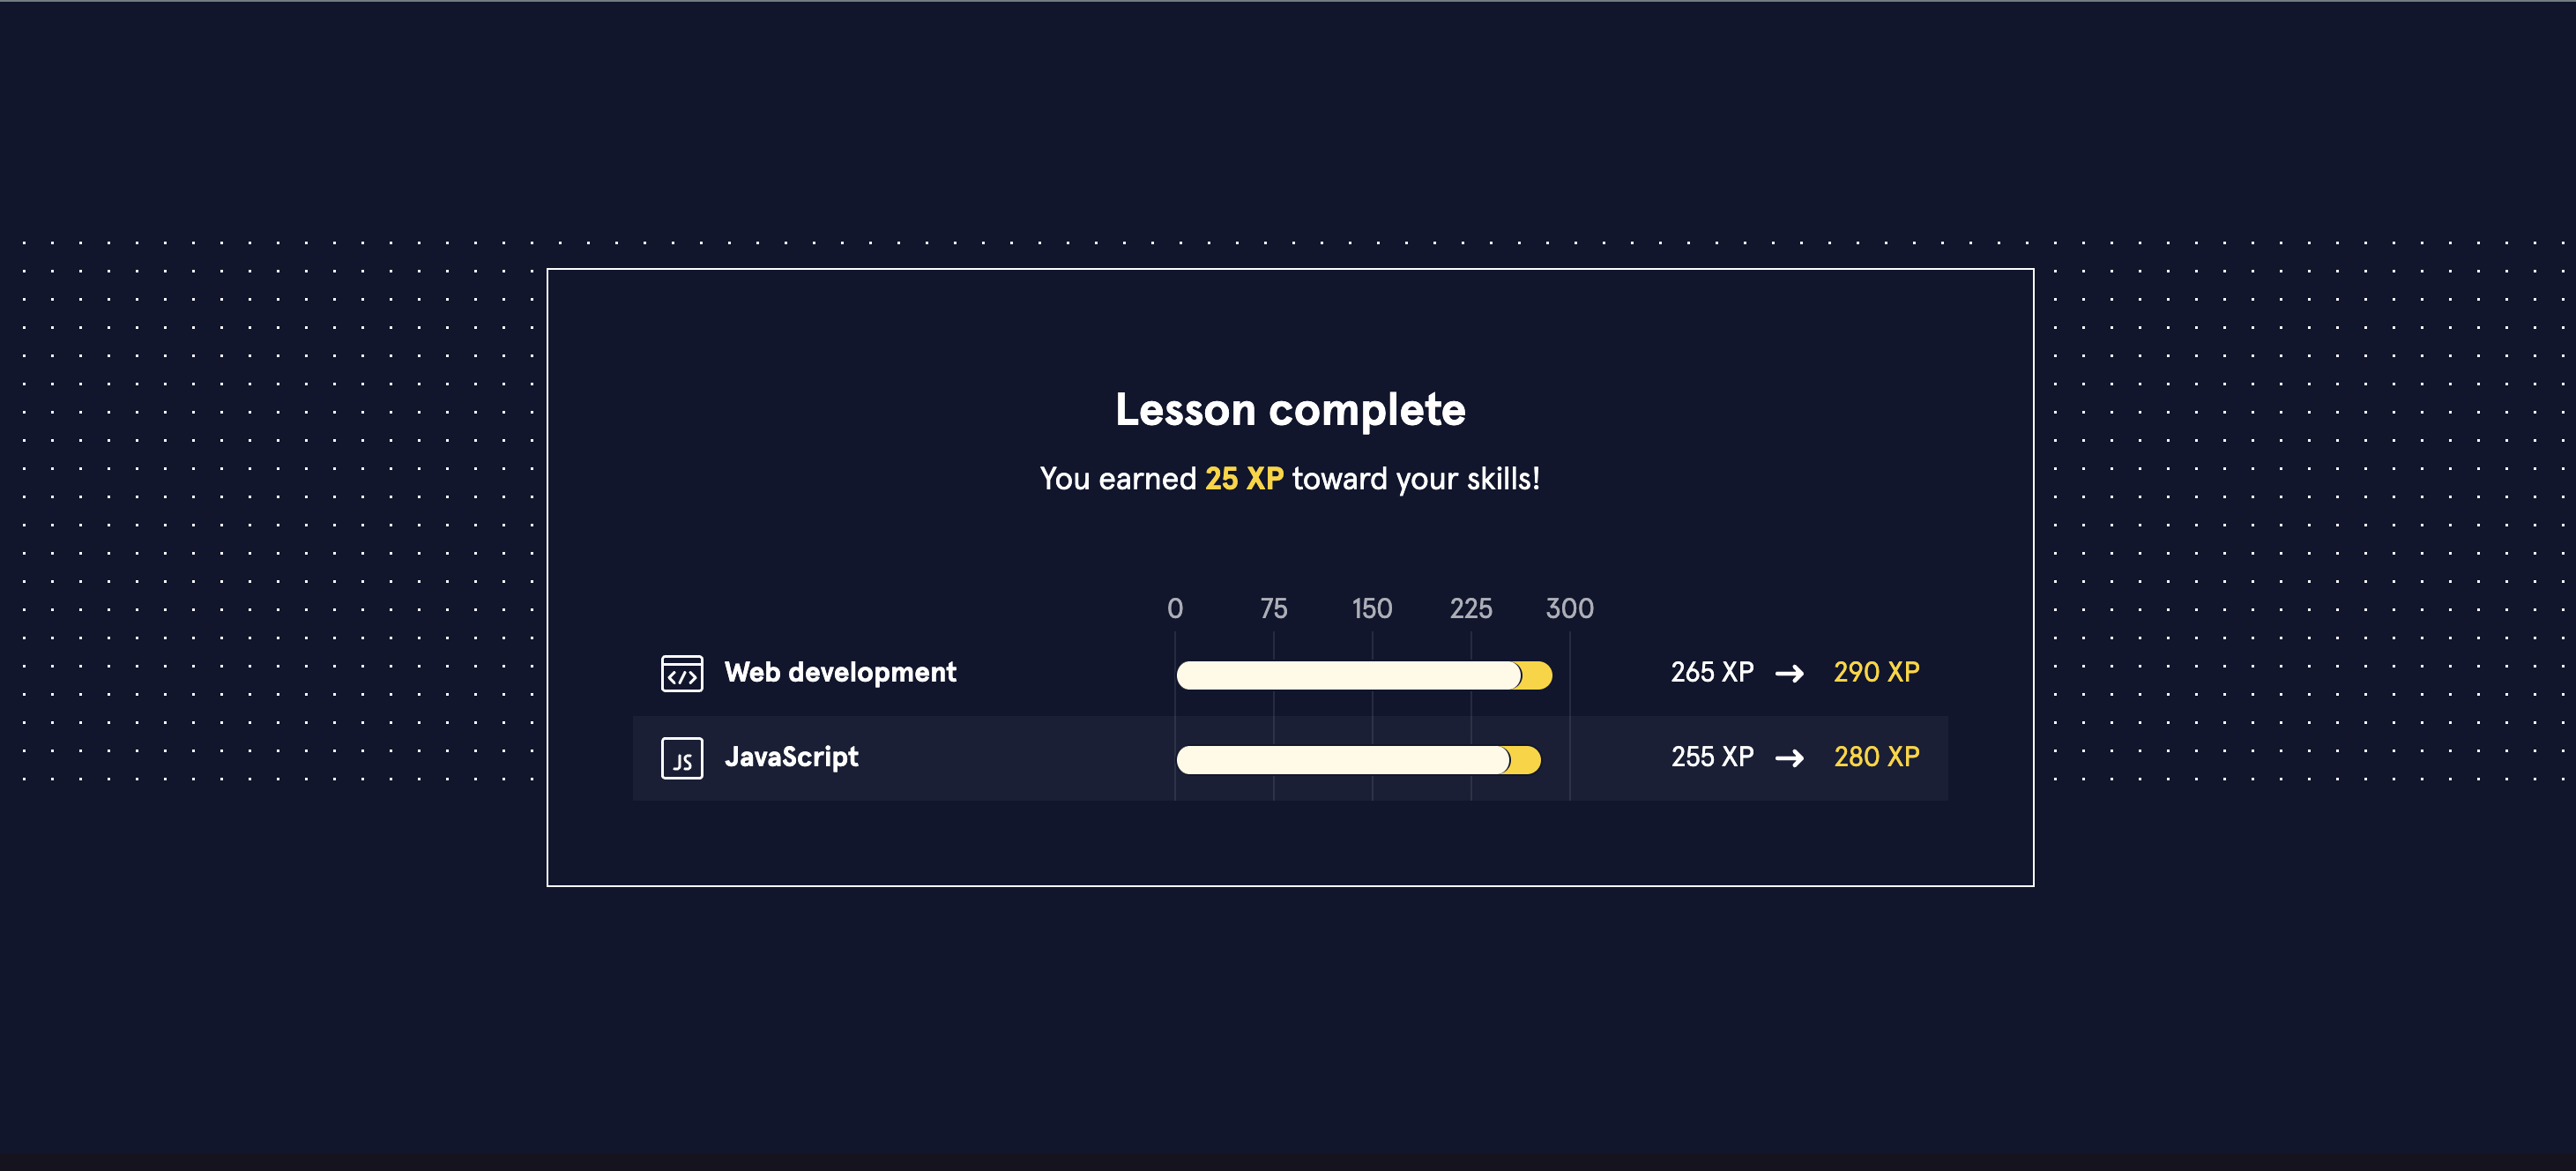 Lesson complete
You earned 25 XP toward your skills!
0 75 150 225 300
</> Web development 265 XP → 290 XP
JS JavaScript 255 XP → 280 XP